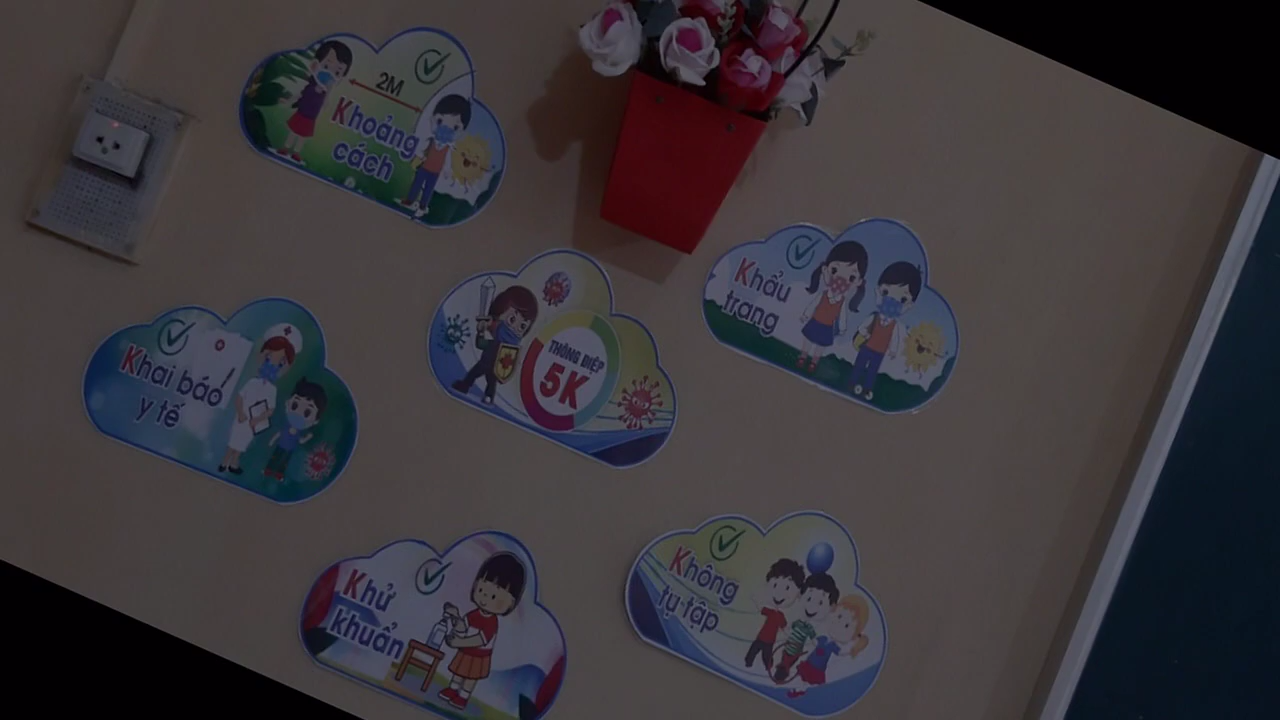 2M
Khoảng
cách
Khẩu
trang
THÔNG ĐIỆP
5K
Khai báo
y tế
Khử
khuẩn
Không
tụ tập